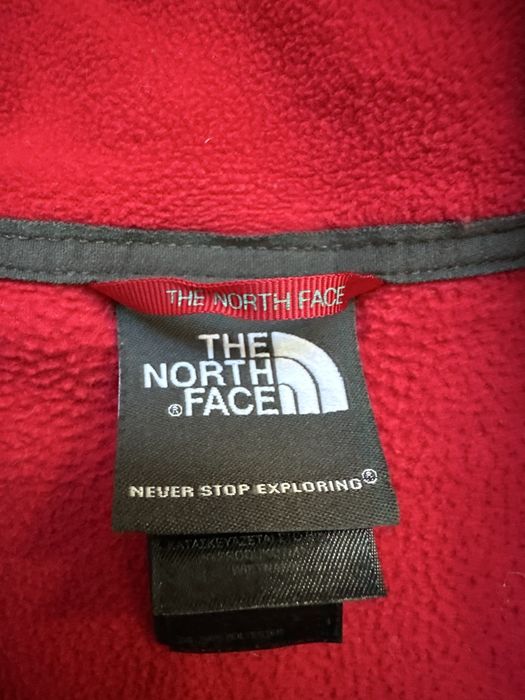 THE NORTH FACE
THE
NORTH
® FACE
NEVER STOP EXPLORING®